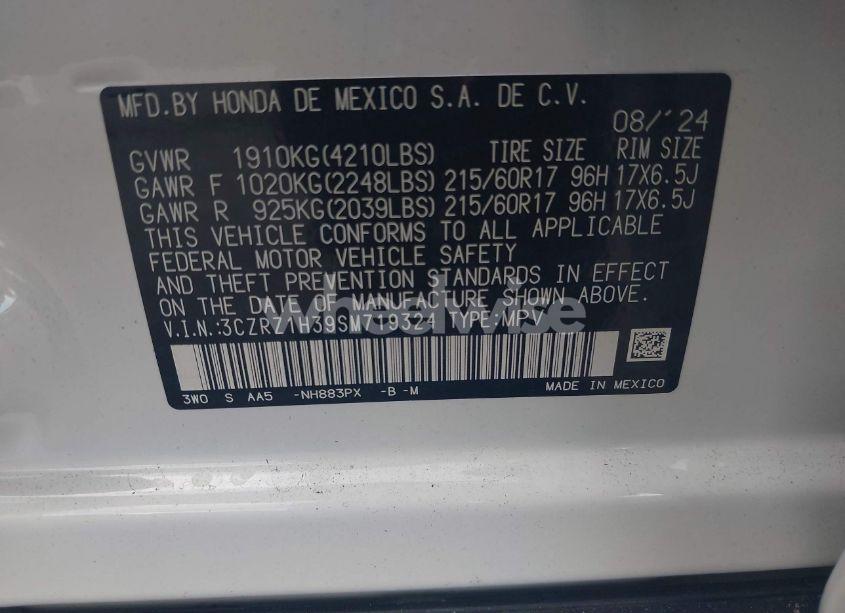 MFD.BY HONDA DE MEXICO S.A. DE C.V.
08/'24
GVWR 1910KG(4210LBS) TIRE SIZE RIM SIZE
GAWR F 1020KG(2248LBS) 215/60R17 96H 17X6.5J
GAWR R 925KG(2039LBS) 215/60R17 96H 17X6.5J
THIS VEHICLE CONFORMS TO ALL APPLICABLE
FEDERAL MOTOR VEHICLE SAFETY
AND THEFT PREVENTION STANDARDS IN EFFECT
ON THE DATE OF MANUFACTURE SHOWN ABOVE.
V.I.N.: TYPE:MPV
wheelvibe
3W0 S AA5 -NH883PX -B -M MADE IN MEXICO